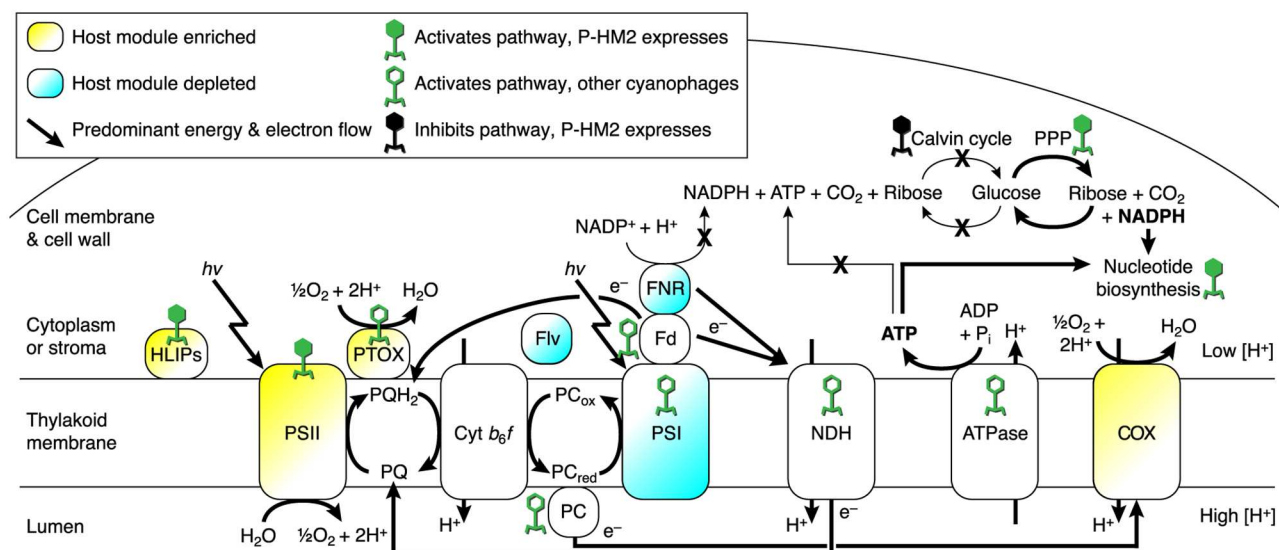 Host module enriched
Host module depleted
Predominant energy & electron flow
Activates pathway, P-HM2 expresses
Activates pathway, other cyanophages
Inhibits pathway, P-HM2 expresses
Calvin cycle
PPP
X
NADPH + ATP + CO₂ + Ribose
Glucose
Ribose + CO₂
+ NADPH
X
Cell membrane
& cell wall
NADP⁺ + H⁺
X
hv
hv
½O₂ + 2H⁺
H₂O
e⁻
FNR
X
Nucleotide
biosynthesis
Cytoplasm
or stroma
HLIPs
PTOX
Flv
Fd
e⁻
ATP
ADP
+ Pᵢ
H⁺
½O₂ +
2H⁺
H₂O
Low [H⁺]
Thylakoid
membrane
PSII
PQH₂
PQ
Cyt b₆f
PCox
PCred
PSI
NDH
ATPase
COX
Lumen
H₂O
½O₂ + 2H⁺
H⁺
PC
e⁻
H⁺
e⁻
H⁺
High [H⁺]